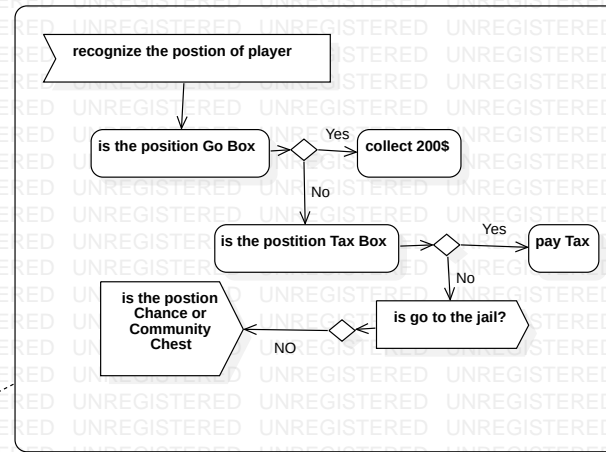 recognize the postion of player
is the position Go Box
Yes
collect 200$
No
is the postition Tax Box
Yes
pay Tax
No
is go to the jail?
NO
is the postion
Chance or
Community
Chest
UNREGISTERED